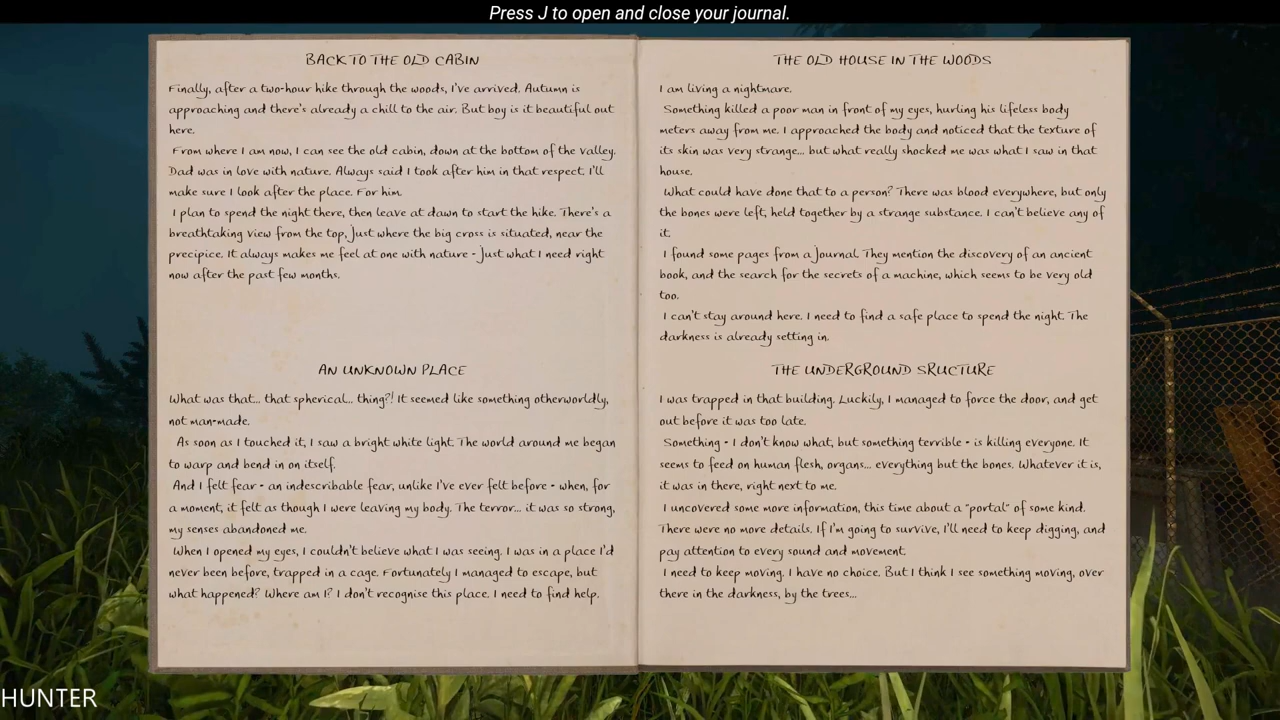 Press J to open and close your journal.
BACK TO THE OLD CABIN
Finally, after a two-hour hike through the woods, I've arrived. Autumn is
approaching and there's already a chill to the air. But boy is it beautiful out
here.
From where I am now, I can see the old cabin, down at the bottom of the valley.
Dad was in love with nature. Always said I took after him in that respect. I'll
make sure I look after the place. For him.
I plan to spend the night there, then leave at dawn to start the hike. There's a
breathtaking view from the top, just where the big cross is situated, near the
precipice. It always makes me feel at one with nature - just what I need right
now after the past few months.
AN UNKNOWN PLACE
What was that... that spherical... thing?! It seemed like something otherworldly,
not man-made.
As soon as I touched it, I saw a bright white light. The world around me began
to warp and bend in on itself.
And I felt fear - an indescribable fear, unlike I've ever felt before - when, for
a moment, it felt as though I were leaving my body. The terror... it was so strong,
my senses abandoned me.
When I opened my eyes, I couldn't believe what I was seeing. I was in a place I'd
never been before, trapped in a cage. Fortunately I managed to escape, but
what happened? Where am I? I don't recognise this place. I need to find help.
THE OLD HOUSE IN THE WOODS
I am living a nightmare.
Something killed a poor man in front of my eyes, hurling his lifeless body
meters away from me. I approached the body and noticed that the texture of
its skin was very strange... but what really shocked me was what I saw in that
house.
What could have done that to a person? There was blood everywhere, but only
the bones were left, held together by a strange substance. I can't believe any of
it.
I found some pages from a journal. They mention the discovery of an ancient
book, and the search for the secrets of a machine, which seems to be very old
too.
I can't stay around here. I need to find a safe place to spend the night. The
darkness is already setting in.
THE UNDERGROUND SRUCTURE
I was trapped in that building. Luckily, I managed to force the door, and get
out before it was too late.
Something - I don't know what, but something terrible - is killing everyone. It
seems to feed on human flesh, organs... everything but the bones. Whatever it is,
it was in there, right next to me.
I uncovered some more information, this time about a "portal" of some kind.
There were no more details. If I'm going to survive, I'll need to keep digging, and
pay attention to every sound and movement.
I need to keep moving. I have no choice. But I think I see something moving, over
there in the darkness, by the trees...
HUNTER